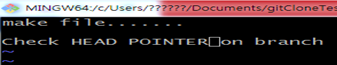 MINGW64:/c/Users/??????/Documents/gitCloneTes
make file.......
Check HEAD POINTER□on branch
~
~